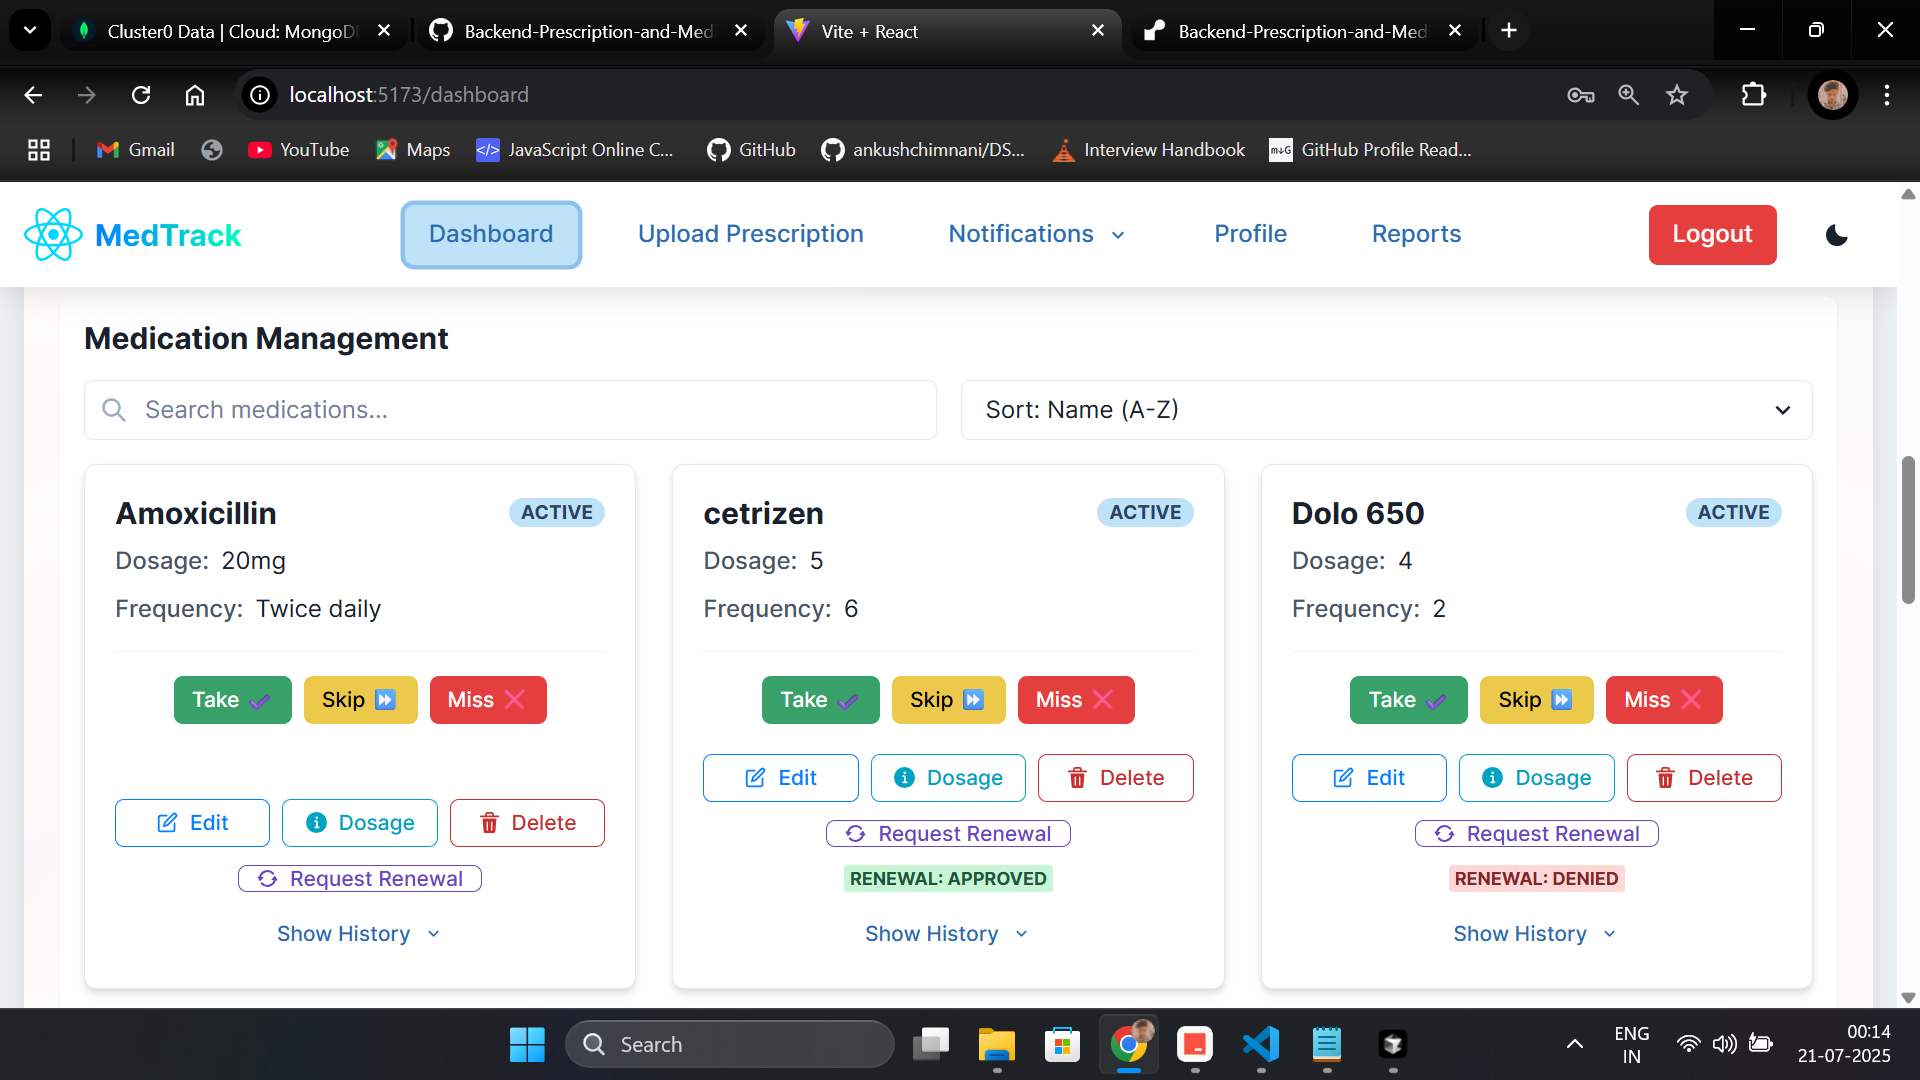 Cluster0 Data | Cloud: MongoD
Backend-Prescription-and-Med
Vite + React
Backend-Prescription-and-Med
localhost:5173/dashboard
Gmail
YouTube
Maps
</> JavaScript Online C...
GitHub
ankushchimnani/DS...
Interview Handbook
GitHub Profile Read...
MedTrack
Dashboard
Upload Prescription
Notifications
Profile
Reports
Logout
Medication Management
Search medications...
Sort: Name (A-Z)
Amoxicillin
ACTIVE
Dosage: 20mg
Frequency: Twice daily
Take
Skip
Miss
Edit
Dosage
Delete
Request Renewal
Show History
cetrizen
ACTIVE
Dosage: 5
Frequency: 6
Take
Skip
Miss
Edit
Dosage
Delete
Request Renewal
RENEWAL: APPROVED
Show History
Dolo 650
ACTIVE
Dosage: 4
Frequency: 2
Take
Skip
Miss
Edit
Dosage
Delete
Request Renewal
RENEWAL: DENIED
Show History
Search
ENG
IN
00:14
21-07-2025